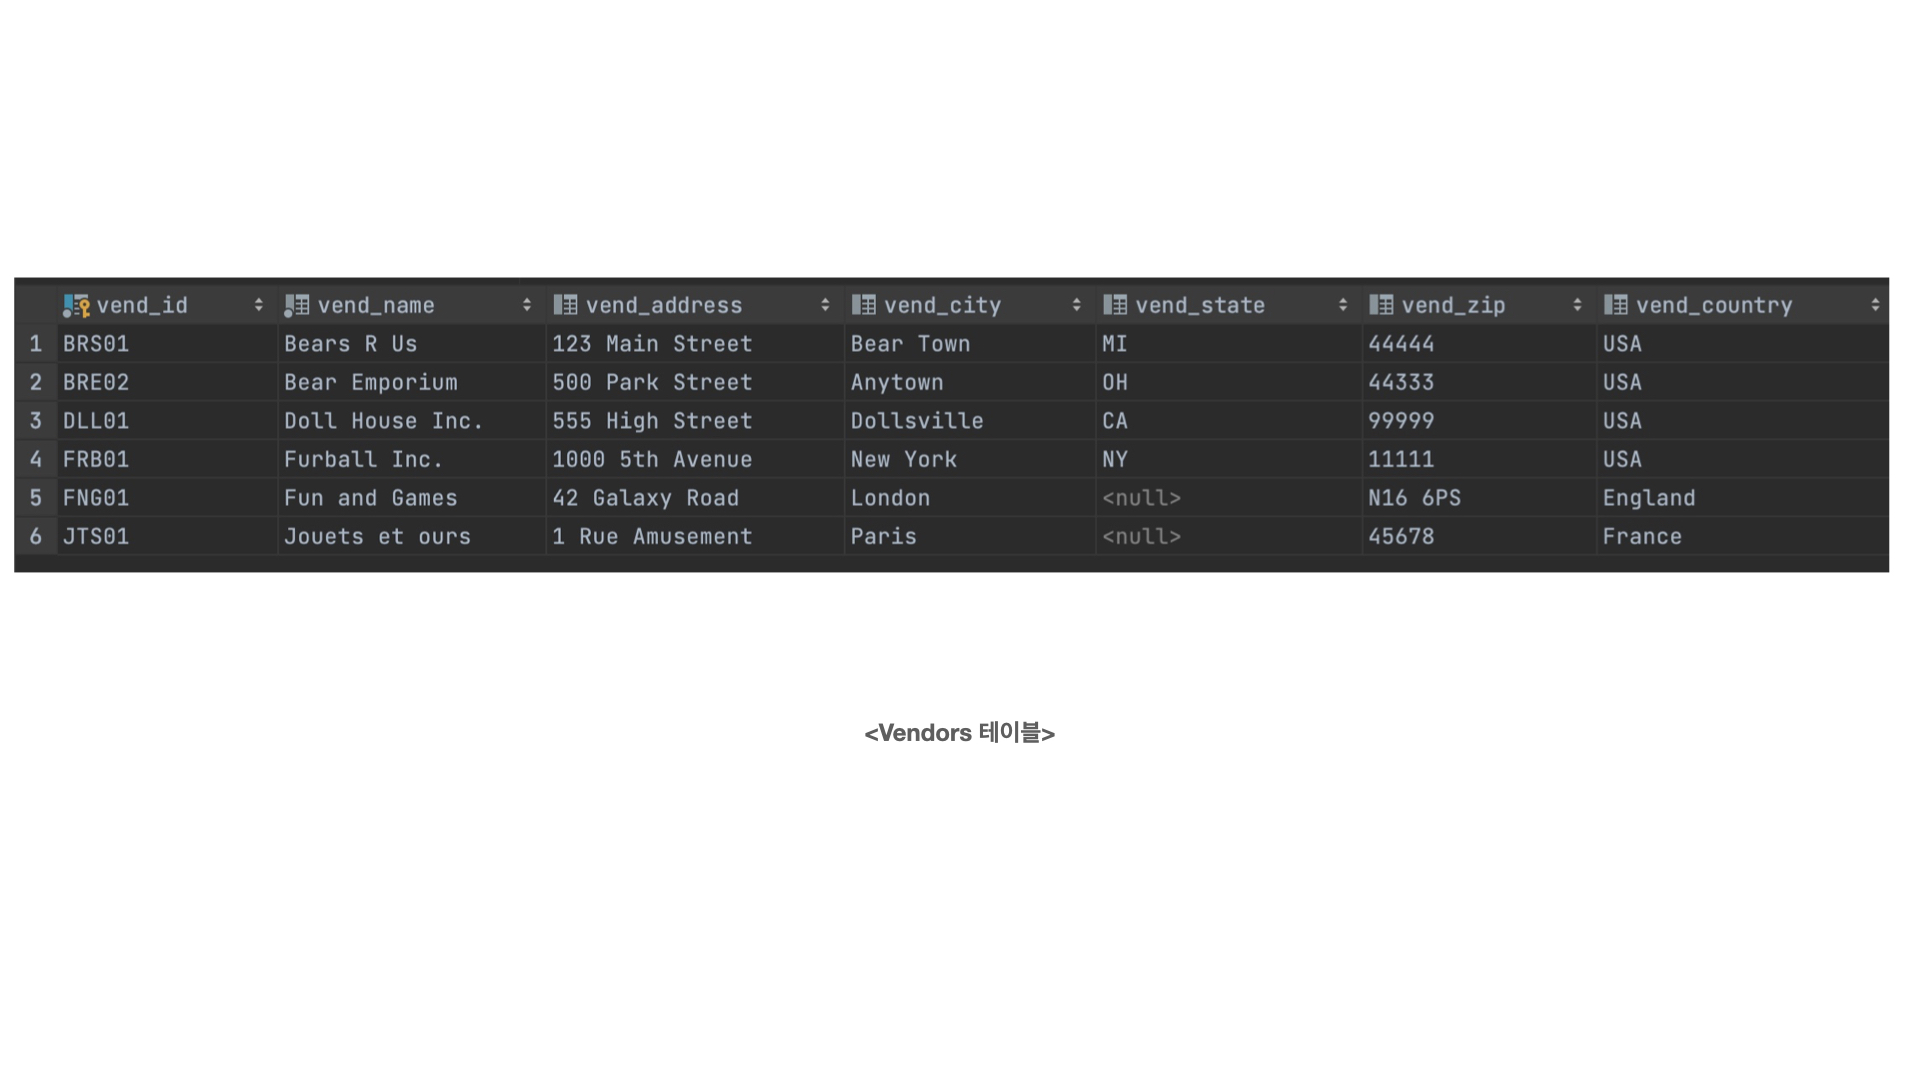 vend_id vend_name vend_address vend_city vend_state vend_zip vend_country
1 BRS01 Bears R Us 123 Main Street Bear Town MI 44444 USA
2 BRE02 Bear Emporium 500 Park Street Anytown OH 44333 USA
3 DLL01 Doll House Inc. 555 High Street Dollsville CA 99999 USA
4 FRB01 Furball Inc. 1000 5th Avenue New York NY 11111 USA
5 FNG01 Fun and Games 42 Galaxy Road London <null> N16 6PS England
6 JTS01 Jouets et ours 1 Rue Amusement Paris <null> 45678 France
<Vendors 테이블>